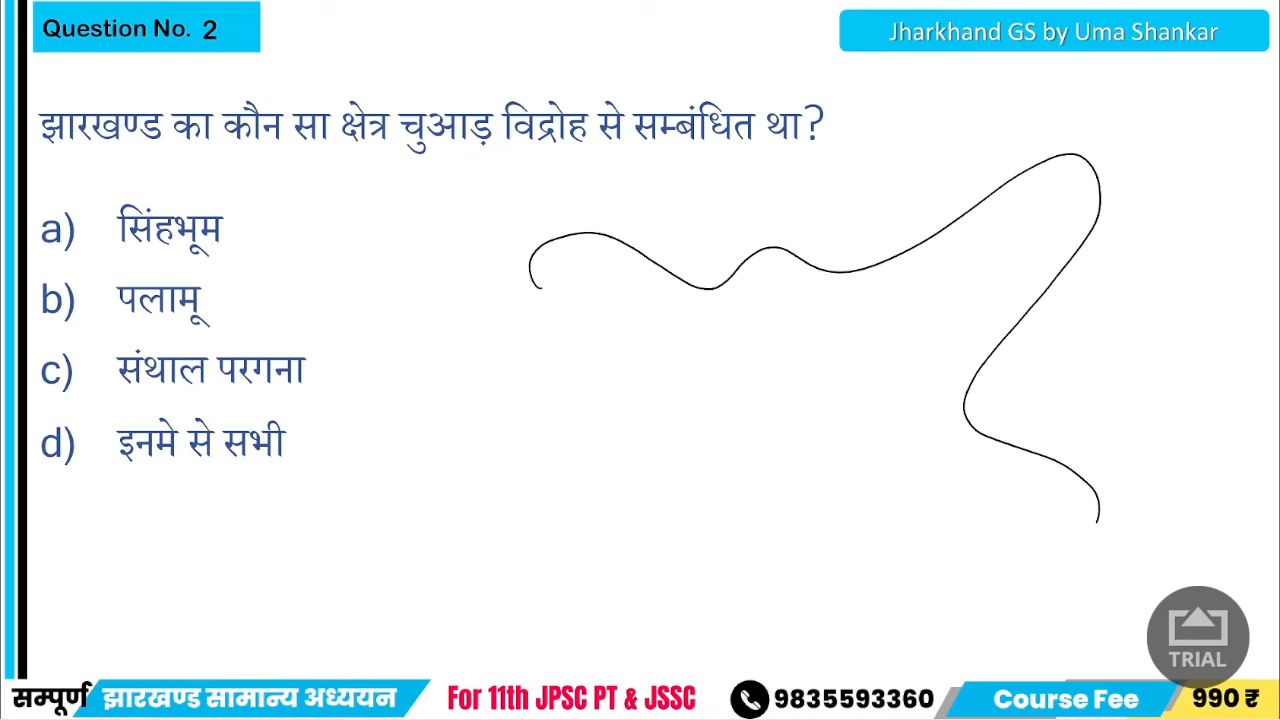 Question No. 2
Jharkhand GS by Uma Shankar
झारखण्ड का कौन सा क्षेत्र चुआड़ विद्रोह से सम्बंधित था?
a) सिंहभूम
b) पलामू
c) संथाल परगना
d) इनमे से सभी
TRIAL
सम्पूर्ण झारखण्ड सामान्य अध्ययन For 11th JPSC PT & JSSC 9835593360 Course Fee 990 ₹